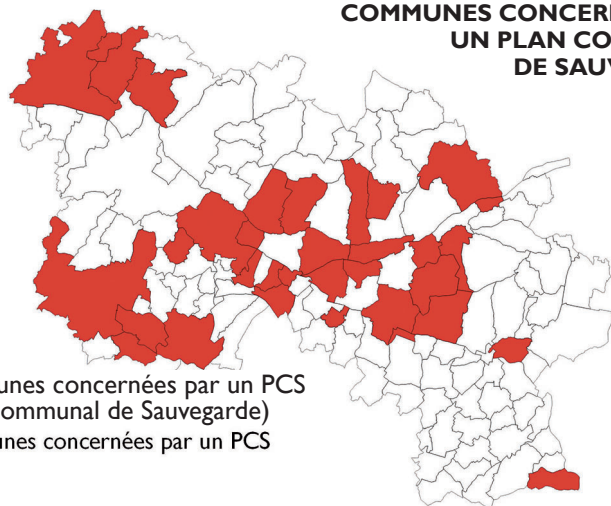 COMMUNES CONCER
UN PLAN CO
DE SAUV
unes concernées par un PCS
ommunal de Sauvegarde)
unes concernées par un PCS